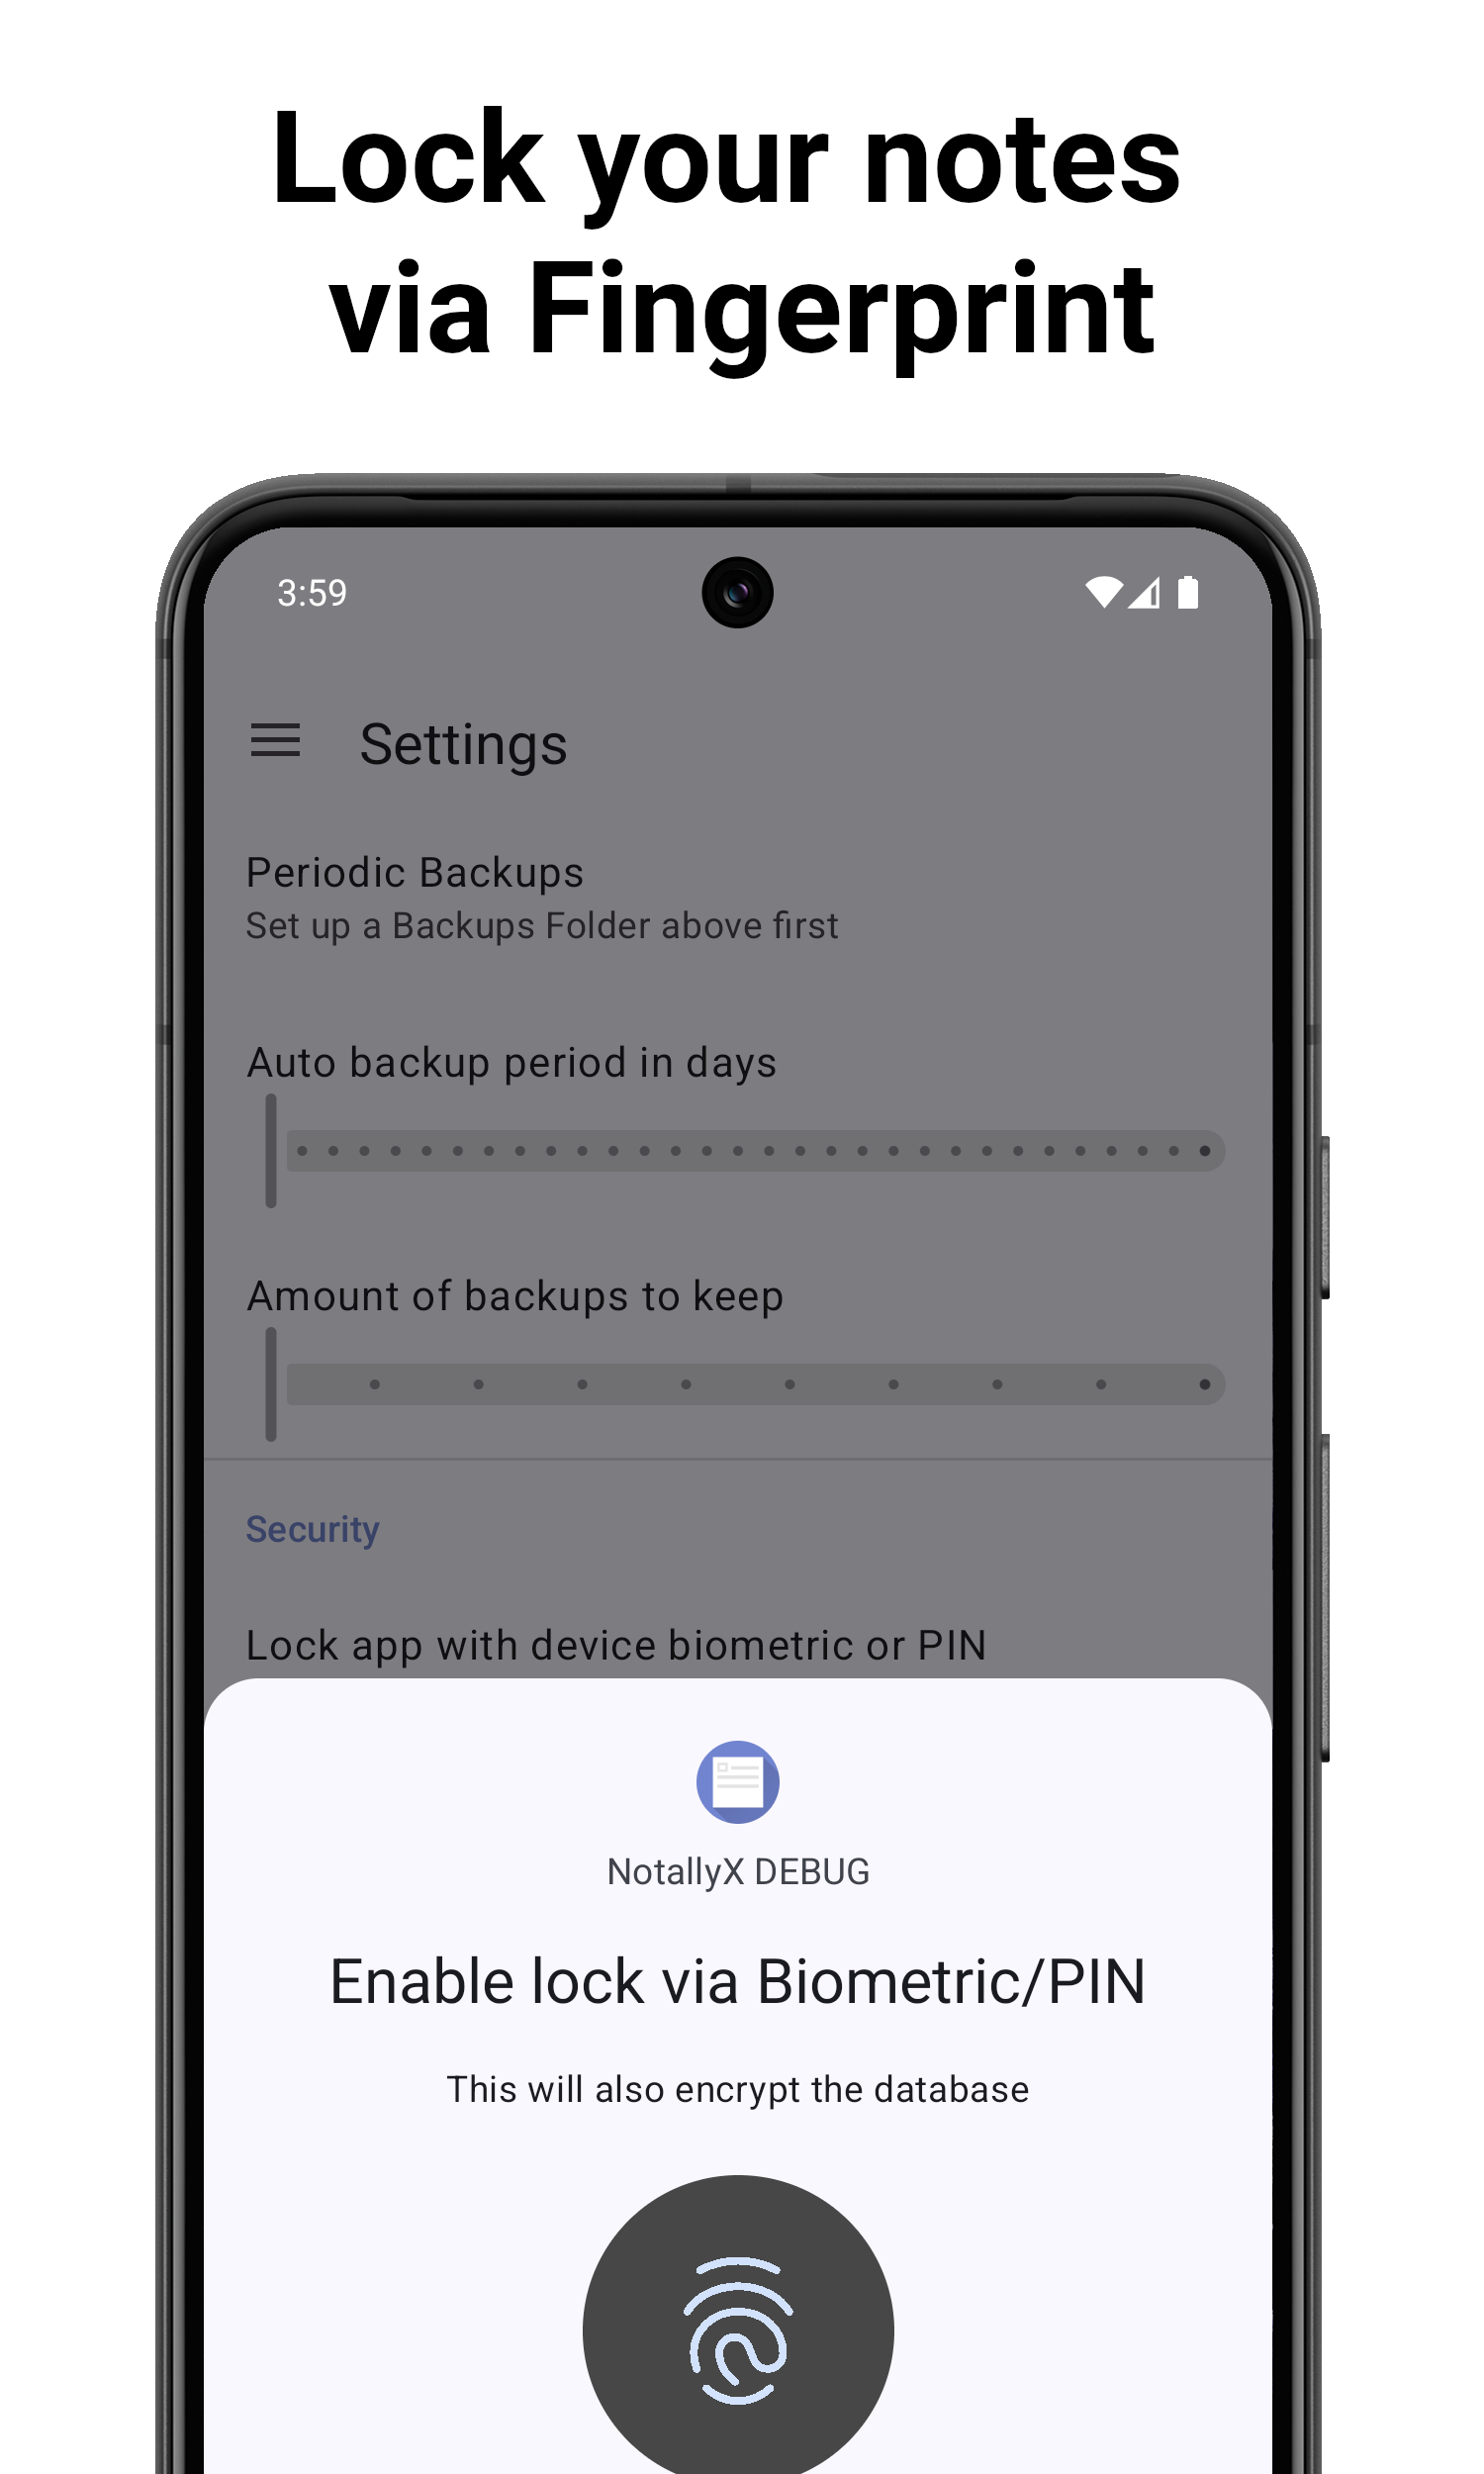 Lock your notes
via Fingerprint
3:59
Settings
Periodic Backups
Set up a Backups Folder above first
Auto backup period in days
Amount of backups to keep
Security
Lock app with device biometric or PIN
NotallyX DEBUG
Enable lock via Biometric/PIN
This will also encrypt the database